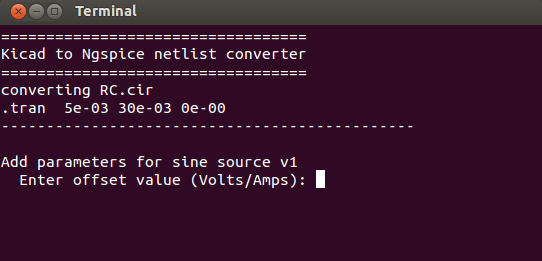 Terminal
==================================
Kicad to Ngspice netlist converter
==================================
converting RC.cir
.tran  5e-03 30e-03 0e-00
----------------------------------------------
Add parameters for sine source v1
  Enter offset value (Volts/Amps):